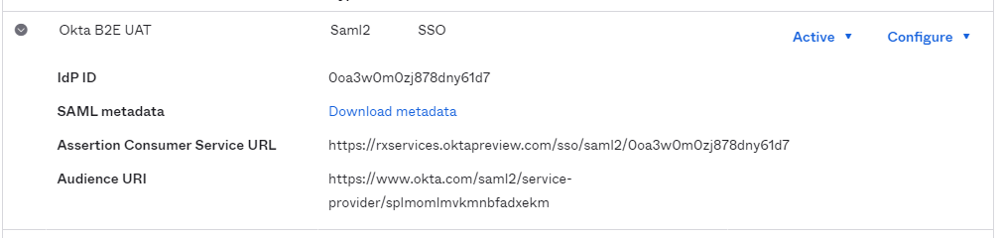 Okta B2E UAT Saml2 SSO Active Configure
IdP ID 0oa3w0m0zj878dny61d7
SAML metadata Download metadata
Assertion Consumer Service URL https://rxservices.oktapreview.com/sso/saml2/0oa3w0m0zj878dny61d7
Audience URI https://www.okta.com/saml2/service-
provider/splmomlmvkmnbfadxekm